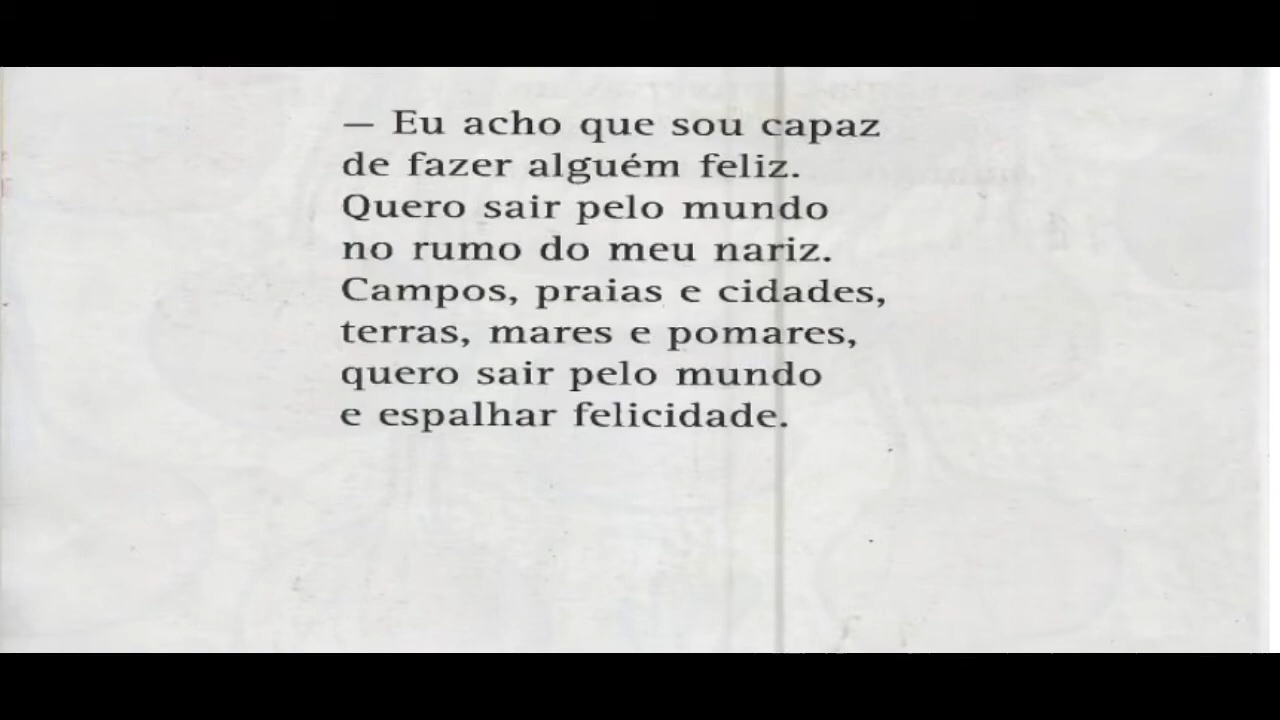 — Eu acho que sou capaz
de fazer alguém feliz.
Quero sair pelo mundo
no rumo do meu nariz.
Campos, praias e cidades,
terras, mares e pomares,
quero sair pelo mundo
e espalhar felicidade.